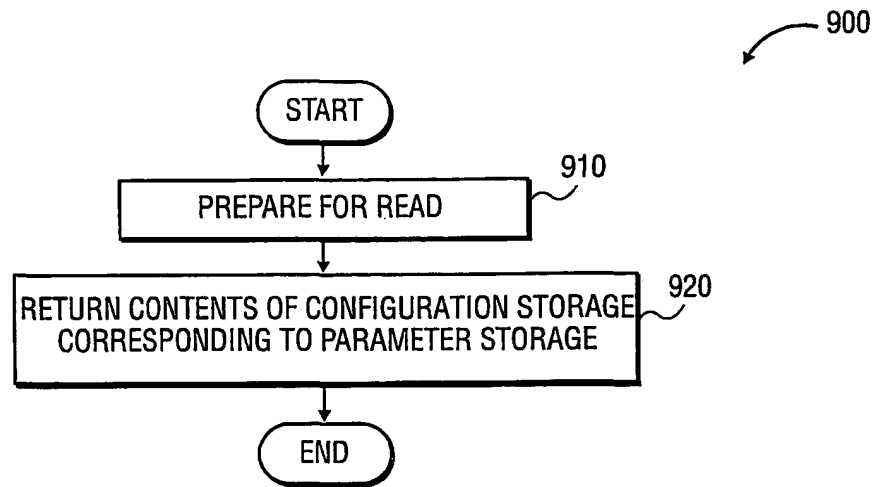 900
START
910
PREPARE FOR READ
920
RETURN CONTENTS OF CONFIGURATION STORAGE
CORRESPONDING TO PARAMETER STORAGE
END